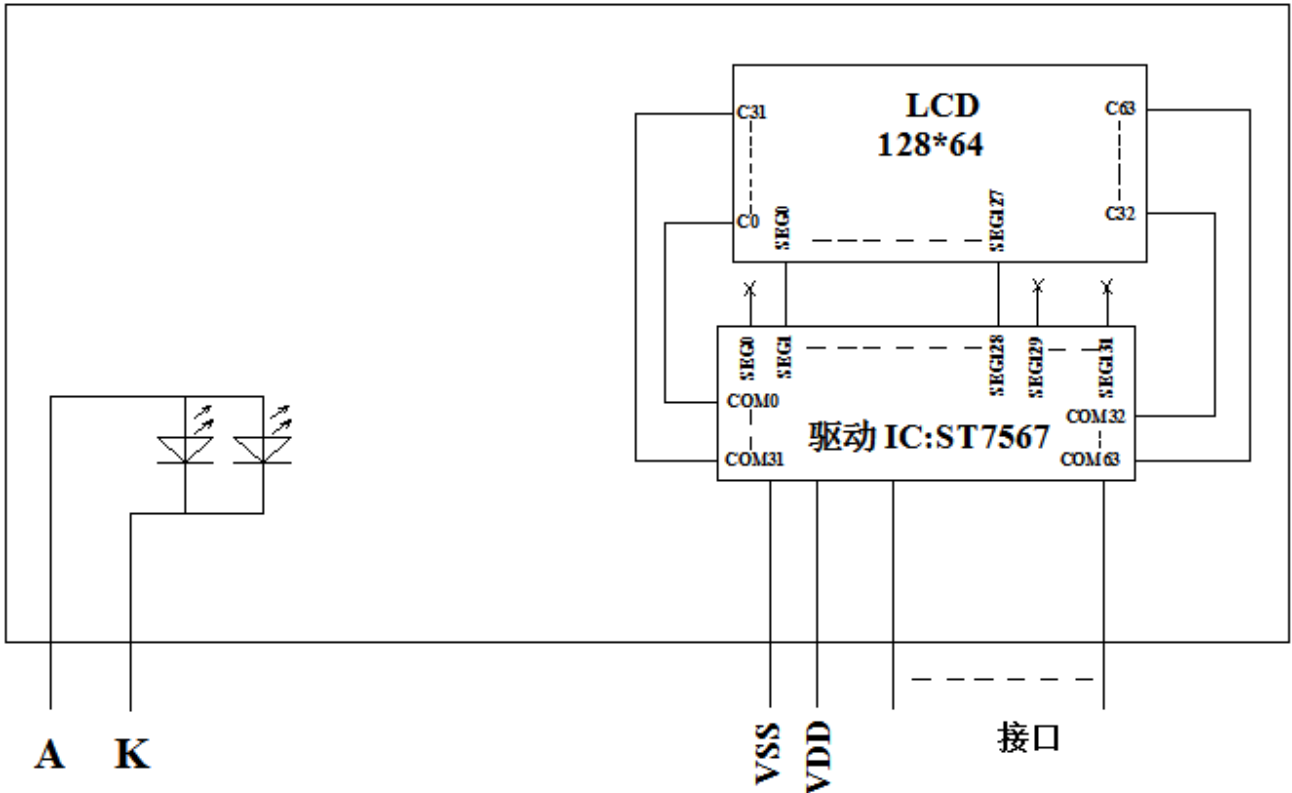 LCD
128*64
C31
C63
C0
C32
SEG0
SEG127
SEG0
SEG1
SEG128
SEG129
SEG131
COM0
COM32
驱动 IC:ST7567
COM31
COM63
A
K
VSS
VDD
接口